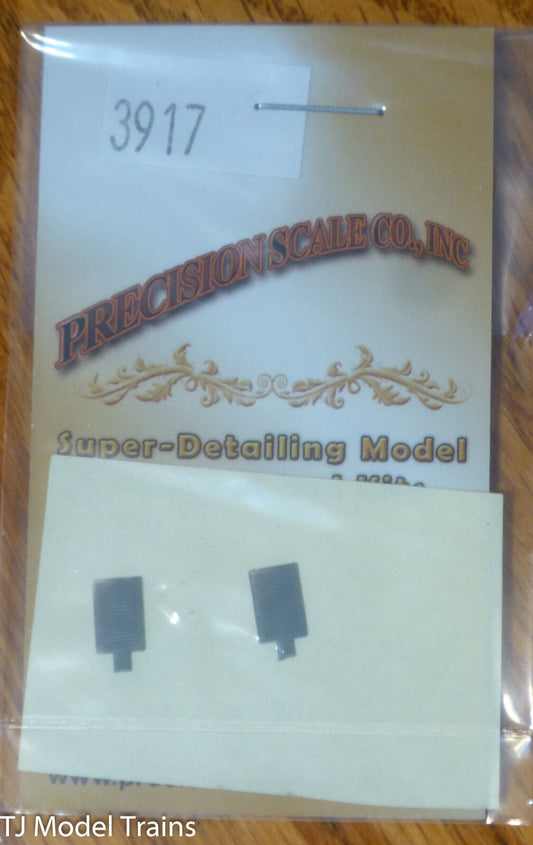 3917
PRECISION SCALE CO., INC
Super-Detailing Model
TJ Model Trains